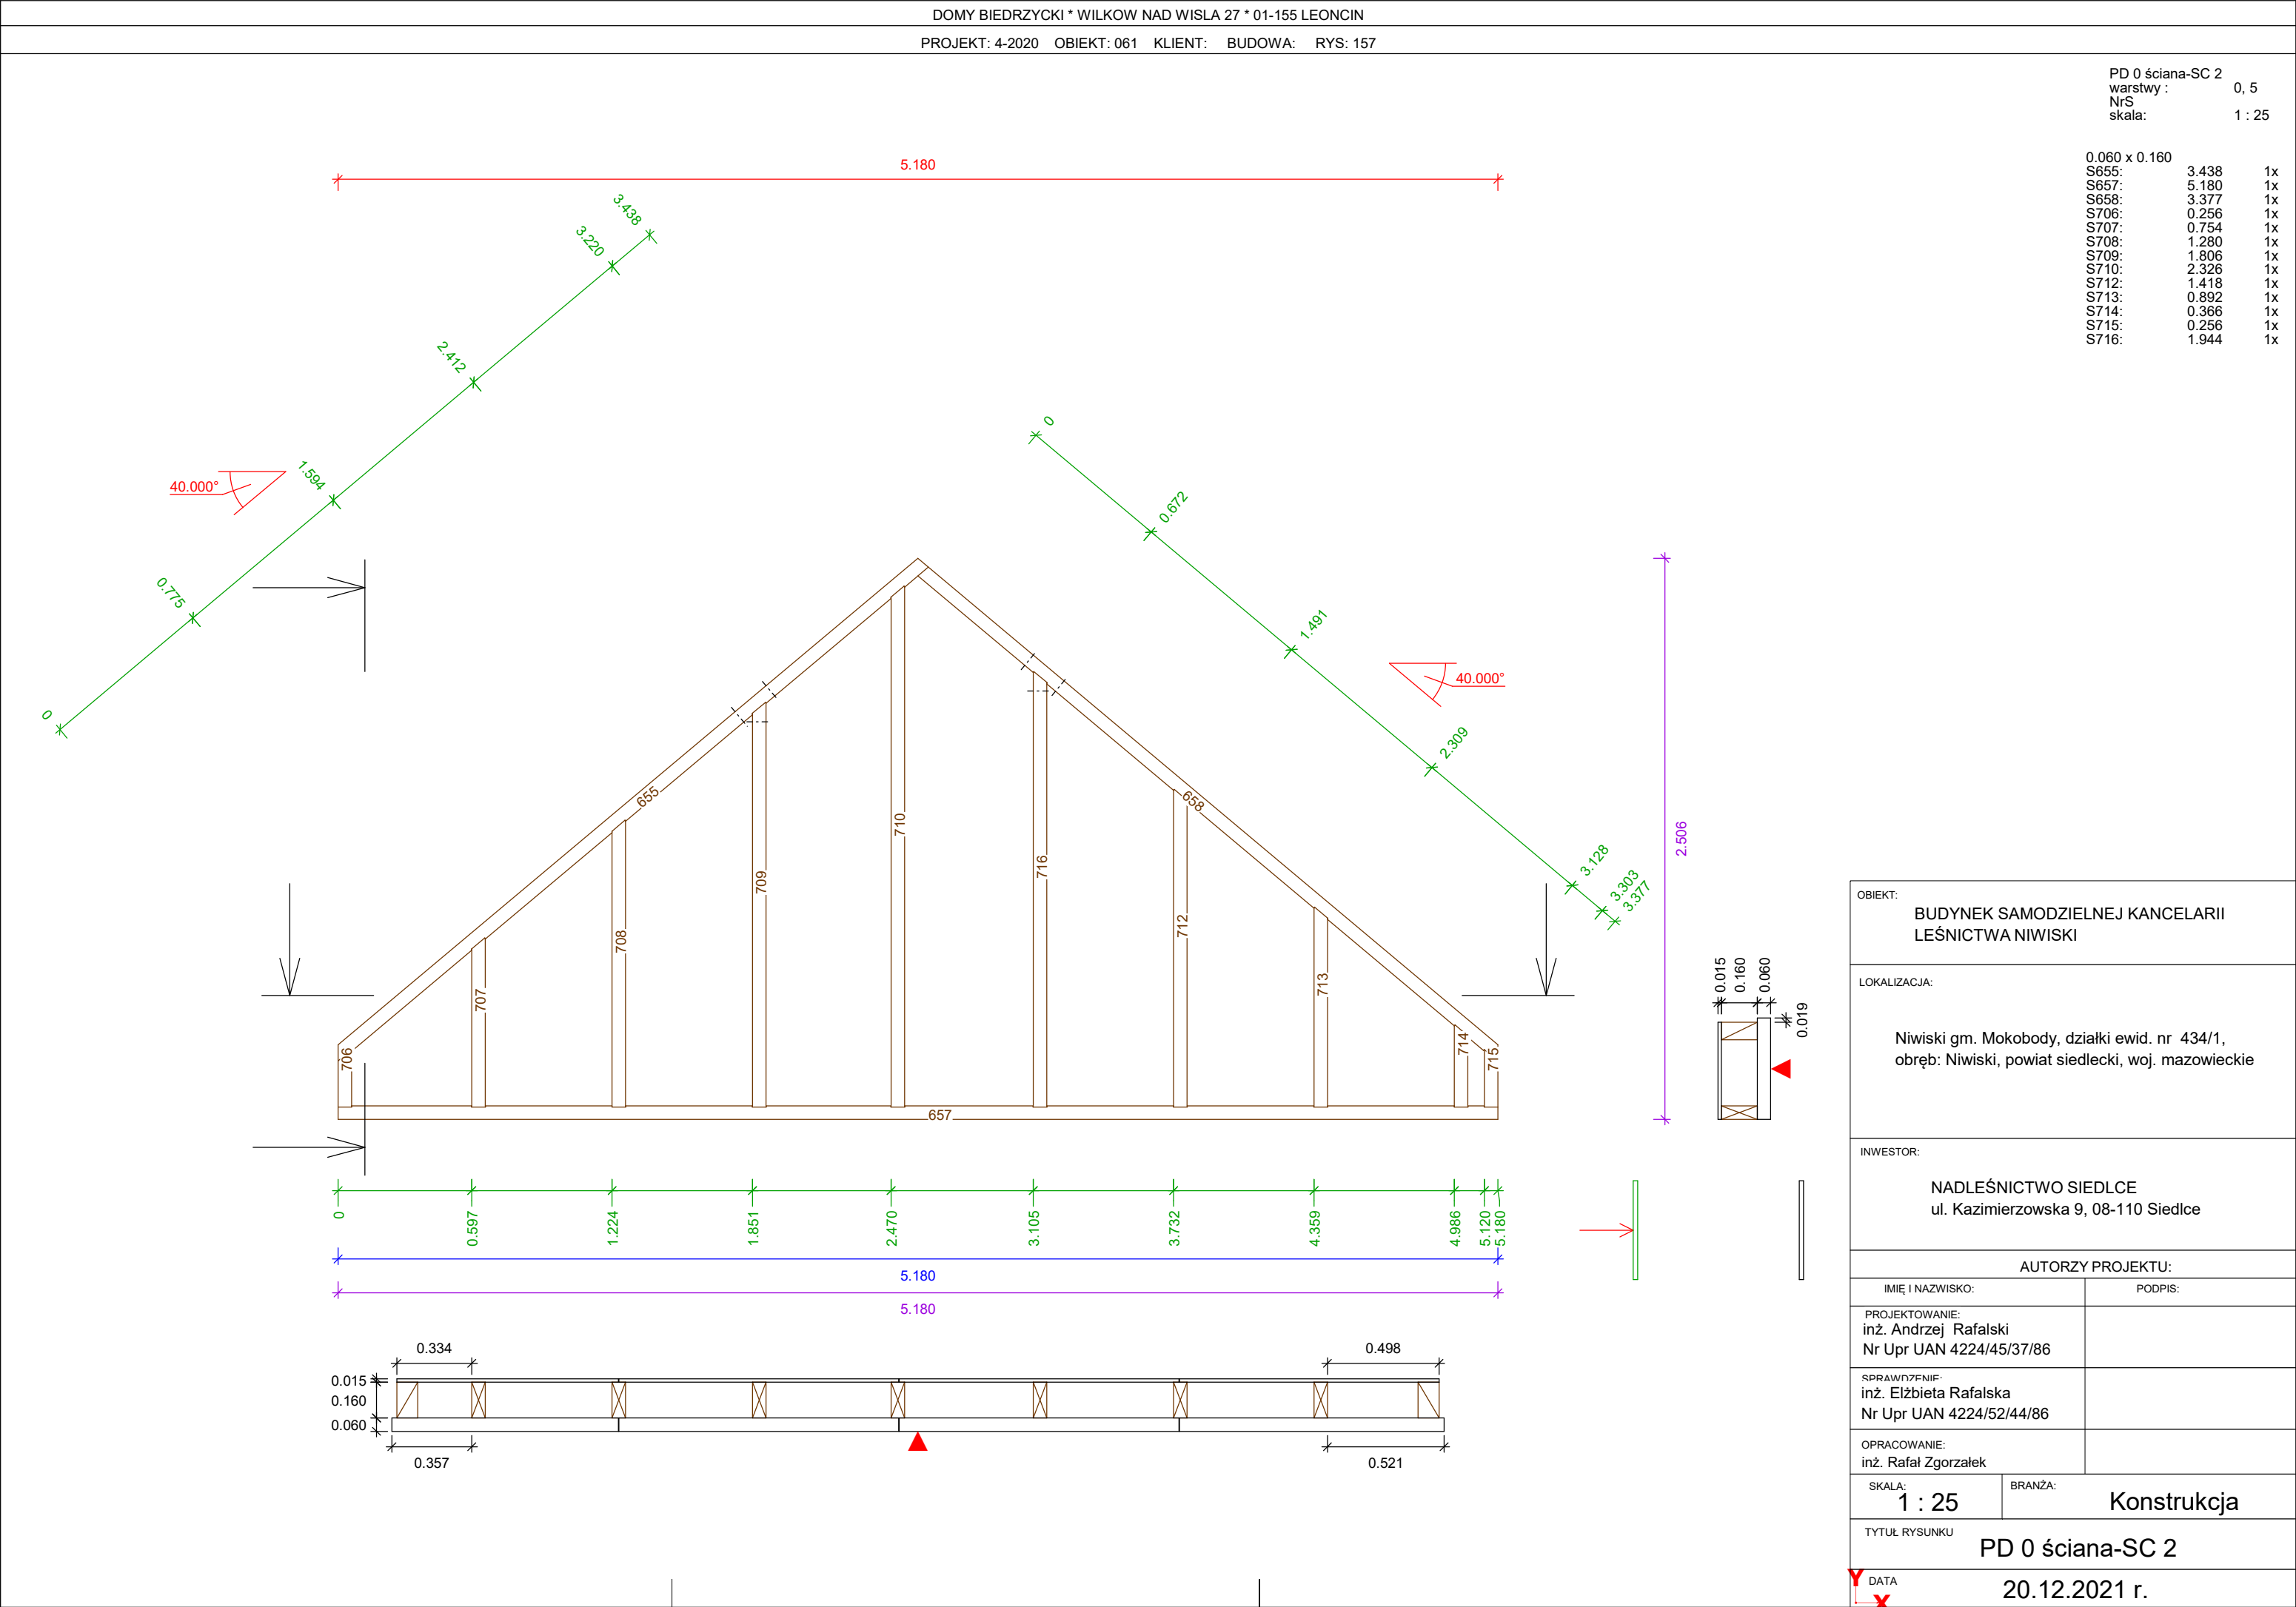 DOMY BIEDRZYCKI * WILKOW NAD WISLA 27 * 01-155 LEONCIN
PROJEKT: 4-2020 OBIEKT: 061 KLIENT: BUDOWA: RYS: 157
PD 0 ściana-SC 2
warstwy : 0, 5
NrS
skala: 1 : 25
0.060 x 0.160
S655: 3.438 1x
S657: 5.180 1x
S658: 3.377 1x
S706: 0.256 1x
S707: 0.754 1x
S708: 1.280 1x
S709: 1.806 1x
S710: 2.326 1x
S712: 1.418 1x
S713: 0.892 1x
S714: 0.366 1x
S715: 0.256 1x
S716: 1.944 1x
5.180
3.438
3.220
2.412
1.594
0.775
0
40.000°
0
0.672
1.491
2.309
3.128
3.303
3.377
40.000°
2.506
655
658
710
716
709
712
708
713
707
714
706
715
657
0.015
0.160
0.060
0.019
0
0.597
1.224
1.851
2.470
3.105
3.732
4.359
4.986
5.120
5.180
5.180
5.180
0.334
0.498
0.015
0.160
0.060
0.357
0.521
OBIEKT:
BUDYNEK SAMODZIELNEJ KANCELARII
LEŚNICTWA NIWISKI
LOKALIZACJA:
Niwiski gm. Mokobody, działki ewid. nr 434/1,
obręb: Niwiski, powiat siedlecki, woj. mazowieckie
INWESTOR:
NADLEŚNICTWO SIEDLCE
ul. Kazimierzowska 9, 08-110 Siedlce
AUTORZY PROJEKTU:
IMIĘ I NAZWISKO: PODPIS:
PROJEKTOWANIE:
inż. Andrzej Rafalski
Nr Upr UAN 4224/45/37/86
SPRAWDZENIE:
inż. Elżbieta Rafalska
Nr Upr UAN 4224/52/44/86
OPRACOWANIE:
inż. Rafał Zgorzałek
SKALA:
1 : 25
BRANŻA:
Konstrukcja
TYTUŁ RYSUNKU
PD 0 ściana-SC 2
Y
DATA
20.12.2021 r.
X